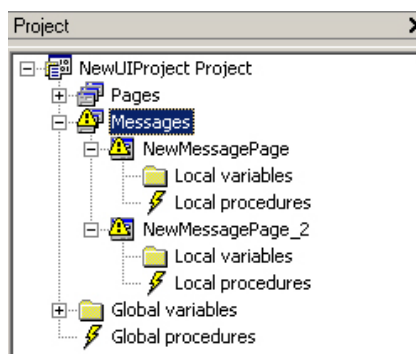 Project
NewUIProject Project
Pages
Messages
NewMessagePage
Local variables
Local procedures
NewMessagePage_2
Local variables
Local procedures
Global variables
Global procedures